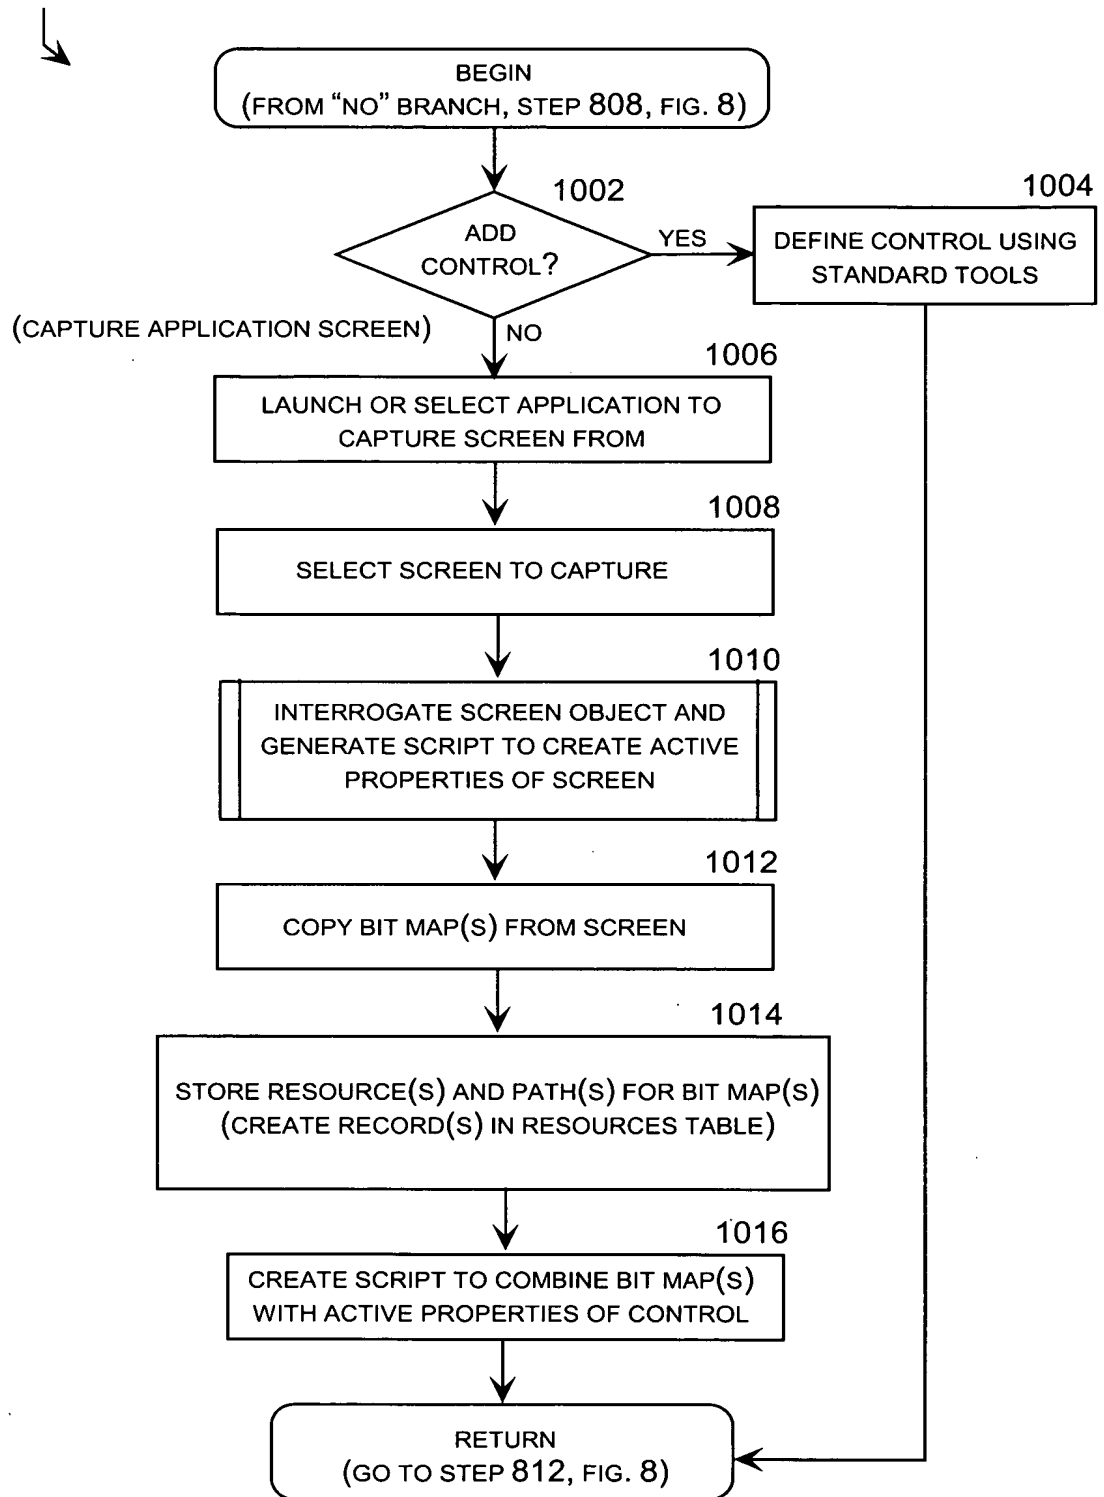 BEGIN
(FROM “NO” BRANCH, STEP 808, FIG. 8)
1002
1004
ADD
CONTROL?
YES
DEFINE CONTROL USING
STANDARD TOOLS
(CAPTURE APPLICATION SCREEN)
NO
1006
LAUNCH OR SELECT APPLICATION TO
CAPTURE SCREEN FROM
1008
SELECT SCREEN TO CAPTURE
1010
INTERROGATE SCREEN OBJECT AND
GENERATE SCRIPT TO CREATE ACTIVE
PROPERTIES OF SCREEN
1012
COPY BIT MAP(S) FROM SCREEN
1014
STORE RESOURCE(S) AND PATH(S) FOR BIT MAP(S)
(CREATE RECORD(S) IN RESOURCES TABLE)
1016
CREATE SCRIPT TO COMBINE BIT MAP(S)
WITH ACTIVE PROPERTIES OF CONTROL
RETURN
(GO TO STEP 812, FIG. 8)